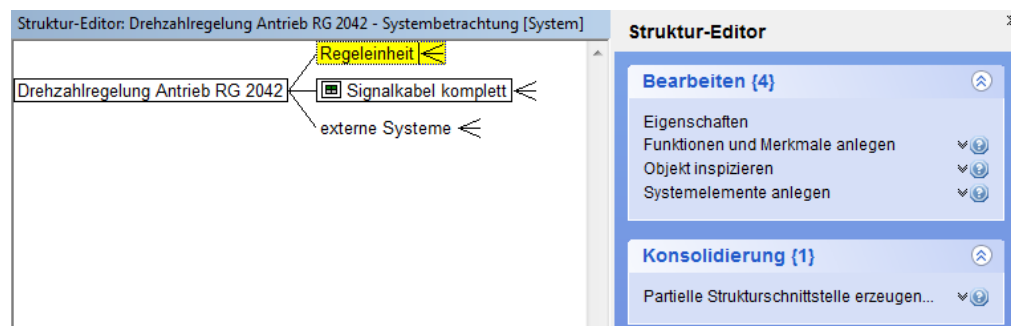 Struktur-Editor: Drehzahlregelung Antrieb RG 2042 - Systembetrachtung [System]
Regeleinheit
Drehzahlregelung Antrieb RG 2042
Signalkabel komplett
externe Systeme
Struktur-Editor
Bearbeiten {4}
Eigenschaften
Funktionen und Merkmale anlegen
Objekt inspizieren
Systemelemente anlegen
Konsolidierung {1}
Partielle Strukturschnittstelle erzeugen...